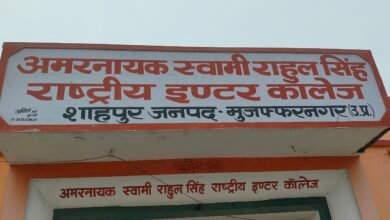 अमरनायक स्वामी राहुल सिंह
राष्ट्रीय इण्टर कालेज
शाहपुर जनपद- मुजफ्फरनगर (उ.प्र.)
अमरनायक स्वामी राहुल सिंह राष्ट्रीय इण्टर कॉलेज